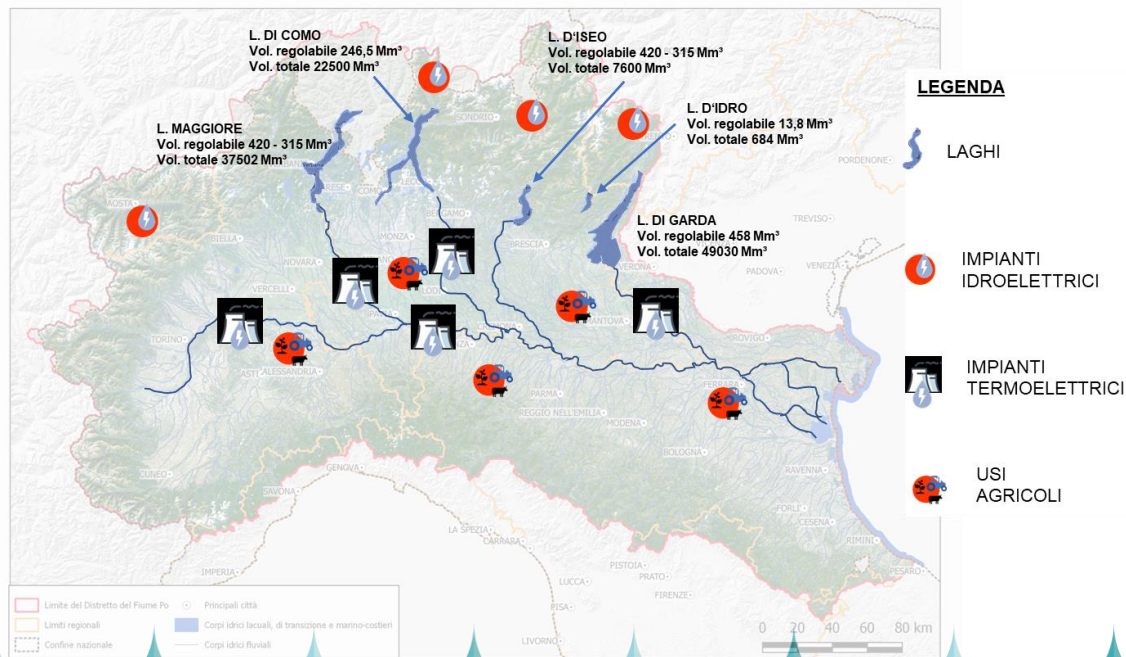 L. DI COMO
Vol. regolabile 246,5 Mm³
Vol. totale 22500 Mm³
L. D'ISEO
Vol. regolabile 420 - 315 Mm³
Vol. totale 7600 Mm³
L. D'IDRO
Vol. regolabile 13,8 Mm³
Vol. totale 684 Mm³
L. MAGGIORE
Vol. regolabile 420 - 315 Mm³
Vol. totale 37502 Mm³
L. DI GARDA
Vol. regolabile 458 Mm³
Vol. totale 49030 Mm³
LEGENDA
LAGHI
IMPIANTI
IDROELETTRICI
IMPIANTI
TERMOELETTRICI
USI
AGRICOLI
SONDRIO
PORDENONE
AOSTA
BIELLA
BERGAMO
TREVISO
MONZA
BRESCIA
VENEZIA
NOVARA
VERONA
PADOVA
VERCELLI
TORINO
MANTOVA
ROVIGO
ASTI
ALESSANDRIA
PARMA
FERRARA
REGGIO NELL'EMILIA
MODENA
BOLOGNA
CUNEO
GENOVA
RAVENNA
SAVONA
FORLI
CESENA
LA SPEZIA
CARRARA
RIMINI
IMPERIA
LUCCA
PISTOIA
PRATO
PESARO
FIRENZE
PISA
LIVORNO
Limite del Distretto del Fiume Po
Principali città
Limiti regionali
Corpi idrici lacuali, di transizione e marino-costieri
Confine nazionale
Corpi idrici fluviali
0 20 40 60 80 km